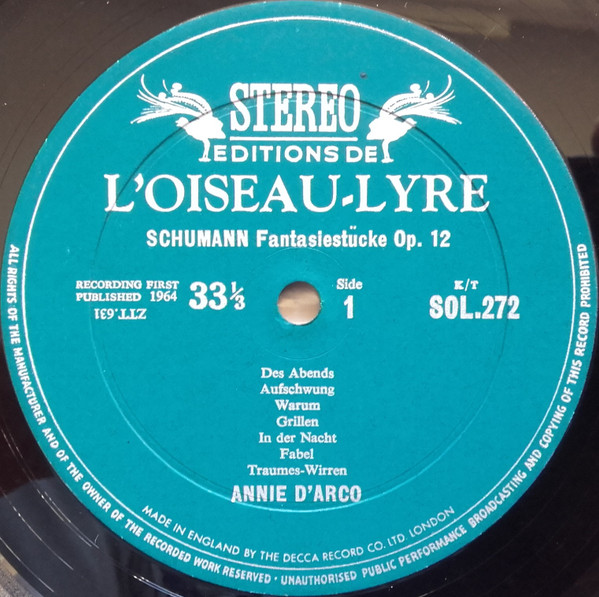 STEREO
EDITIONS DE
L'OISEAU-LYRE
SCHUMANN Fantasiestücke Op. 12
RECORDING FIRST
PUBLISHED 1964
ZTT.631
33⅓
Side
1
K/T
SOL.272
Des Abends
Aufschwung
Warum
Grillen
In der Nacht
Fabel
Traumes-Wirren
ANNIE D'ARCO
MADE IN ENGLAND BY THE DECCA RECORD CO. LTD. LONDON
ALL RIGHTS OF THE MANUFACTURER AND OF THE OWNER OF THE RECORDED WORK RESERVED · UNAUTHORISED PUBLIC PERFORMANCE BROADCASTING AND COPYING OF THIS RECORD PROHIBITED